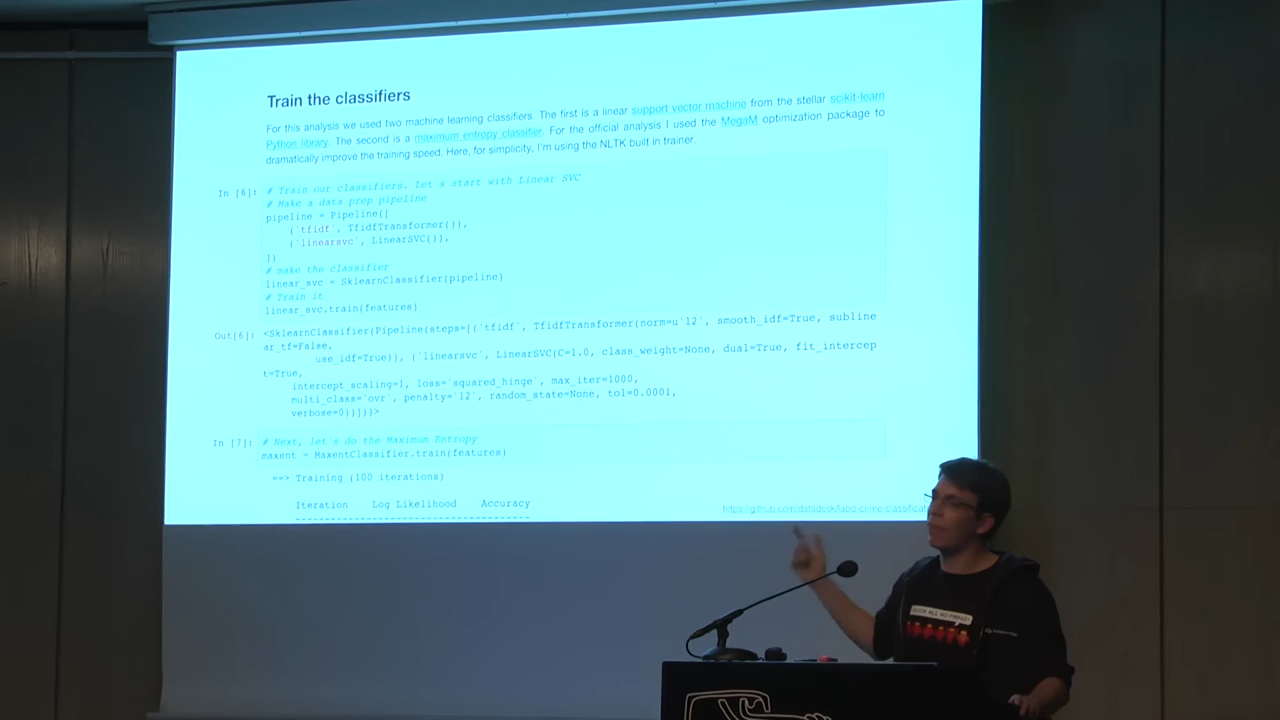 Train the classifiers
For this analysis we used two machine learning classifiers. The first is a linear support vector machine from the stellar scikit-learn
Python library. The second is a maximum entropy classifier. For the official analysis I used the MegaM optimization package to
dramatically improve the training speed. Here, for simplicity, I'm using the NLTK built in trainer.
In [6]: # Train our classifiers. Let's start with Linear SVC
# Make a data prep pipeline
pipeline = Pipeline([
('tfidf', TfidfTransformer()),
('linearsvc', LinearSVC()),
])
# make the classifier
linear_svc = SklearnClassifier(pipeline)
# Train it
linear_svc.train(features)
Out[6]: <SklearnClassifier(Pipeline(steps=[('tfidf', TfidfTransformer(norm=u'l2', smooth_idf=True, subline
ar_tf=False,
use_idf=True)), ('linearsvc', LinearSVC(C=1.0, class_weight=None, dual=True, fit_intercep
t=True,
intercept_scaling=1, loss='squared_hinge', max_iter=1000,
multi_class='ovr', penalty='l2', random_state=None, tol=0.0001,
verbose=0))]))>
In [7]: # Next, let's do the Maximum Entropy
maxent = MaxentClassifier.train(features)
==> Training (100 iterations)
Iteration Log Likelihood Accuracy
--------------------------------
https://github.com/datadesk/lapd-crime-classificat